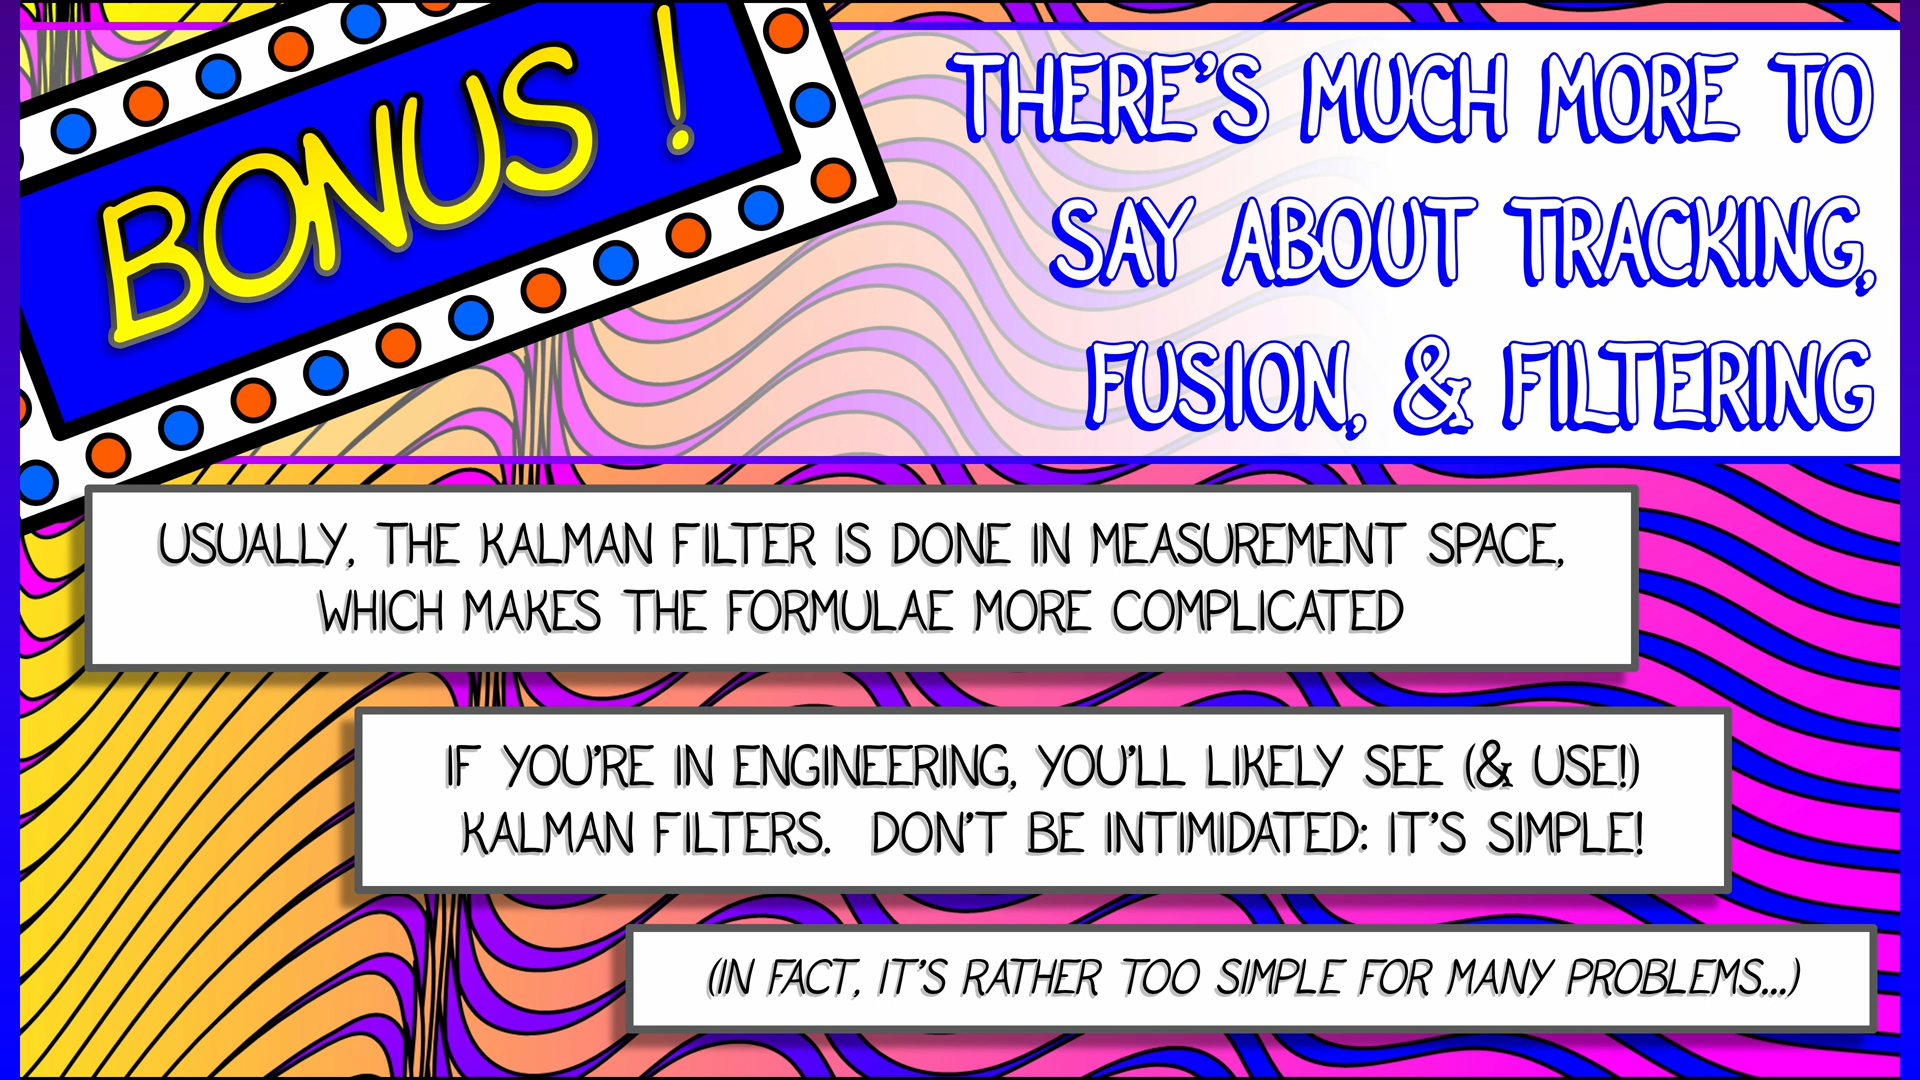 BONUS!
THERE'S MUCH MORE TO
SAY ABOUT TRACKING,
FUSION, & FILTERING
USUALLY, THE KALMAN FILTER IS DONE IN MEASUREMENT SPACE,
WHICH MAKES THE FORMULAE MORE COMPLICATED
IF YOU'RE IN ENGINEERING, YOU'LL LIKELY SEE (& USE!)
KALMAN FILTERS. DON'T BE INTIMIDATED: IT'S SIMPLE!
(IN FACT, IT'S RATHER TOO SIMPLE FOR MANY PROBLEMS...)